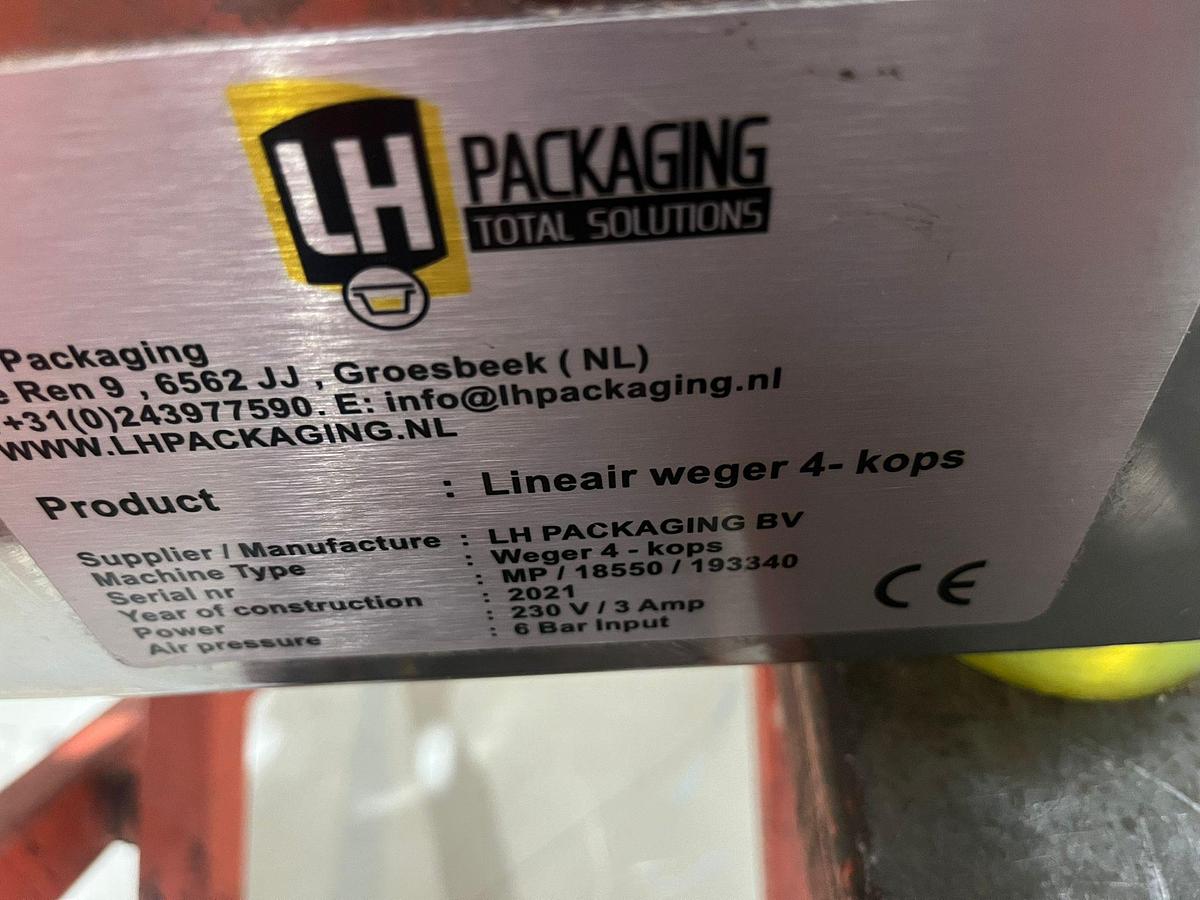 LH
PACKAGING
TOTAL SOLUTIONS
Packaging
Ren 9 , 6562 JJ , Groesbeek ( NL)
+31(0)243977590. E: info@lhpackaging.nl
WWW.LHPACKAGING.NL
Product : Lineair weger 4- kops
Supplier / Manufacture : LH PACKAGING BV
Machine Type : Weger 4 - kops
Serial nr : MP / 18550 / 193340
Year of construction : 2021
Power : 230 V / 3 Amp
Air pressure : 6 Bar Input
CE